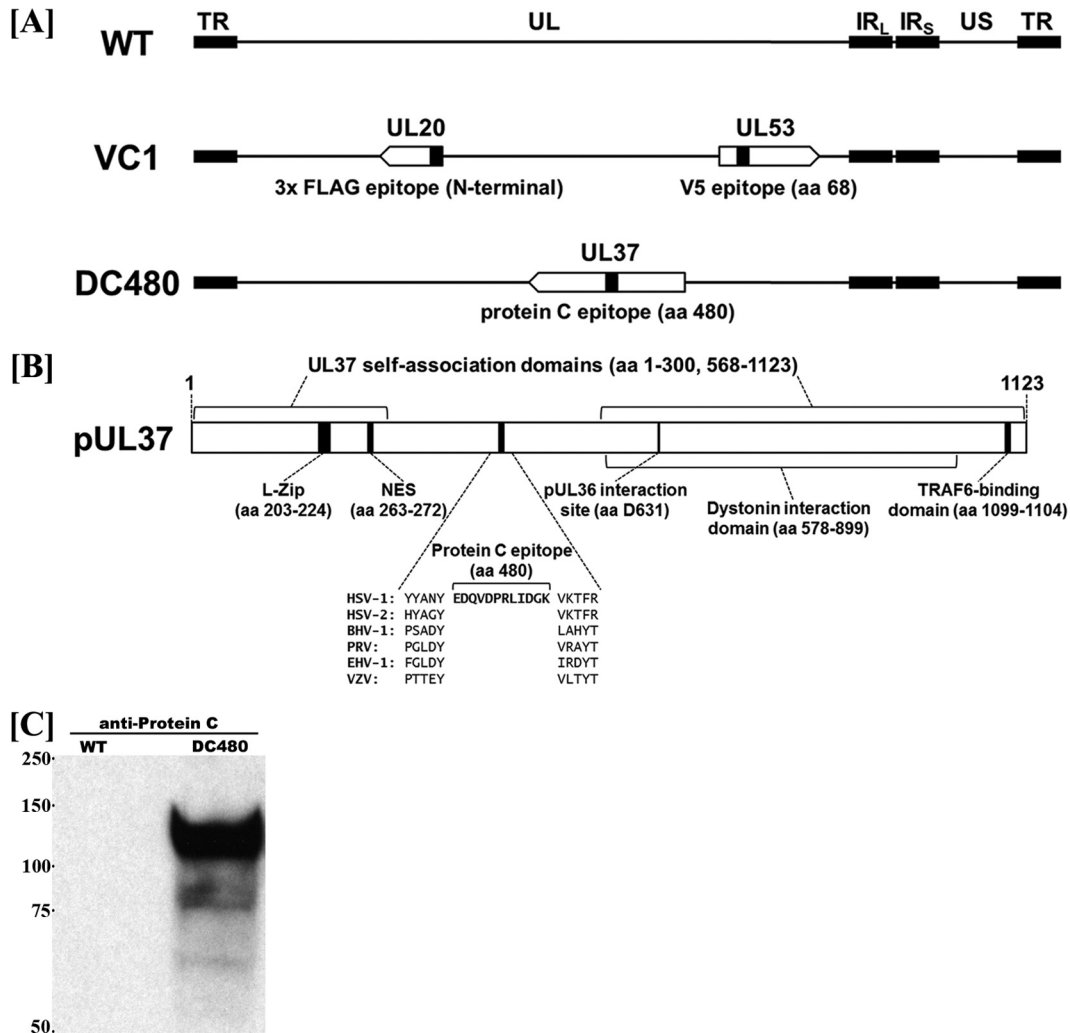 [A]
TR UL IRL IRS US TR
WT
UL20 UL53
VC1
3x FLAG epitope (N-terminal) V5 epitope (aa 68)
UL37
DC480
protein C epitope (aa 480)
[B]
UL37 self-association domains (aa 1-300, 568-1123)
1 1123
pUL37
L-Zip
(aa 203-224)
NES
(aa 263-272)
pUL36 interaction
site (aa D631)
Dystonin interaction
domain (aa 578-899)
TRAF6-binding
domain (aa 1099-1104)
Protein C epitope
(aa 480)
HSV-1: YYANY EDQVDPRLIDGK VKTFR
HSV-2: HYAGY VKTFR
BHV-1: PSADY LAHYT
PRV: PGLDY VRAYT
EHV-1: FGLDY IRDYT
VZV: PTTEY VLTYT
[C]
anti-Protein C
WT DC480
250
150
100
75
50